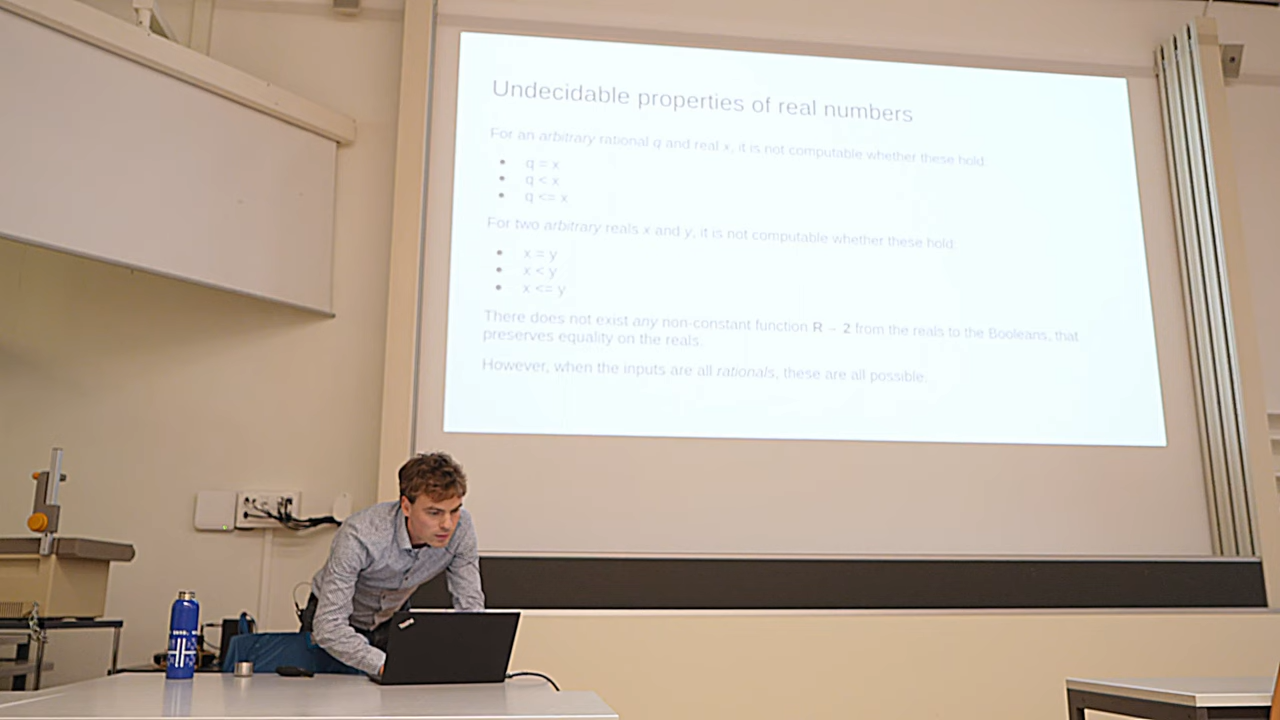 Undecidable properties of real numbers
For an arbitrary rational q and real x, it is not computable whether these hold:
• q = x
• q < x
• q <= x
For two arbitrary reals x and y, it is not computable whether these hold:
• x = y
• x < y
• x <= y
There does not exist any non-constant function R → 2 from the reals to the Booleans, that
preserves equality on the reals.
However, when the inputs are all rationals, these are all possible.